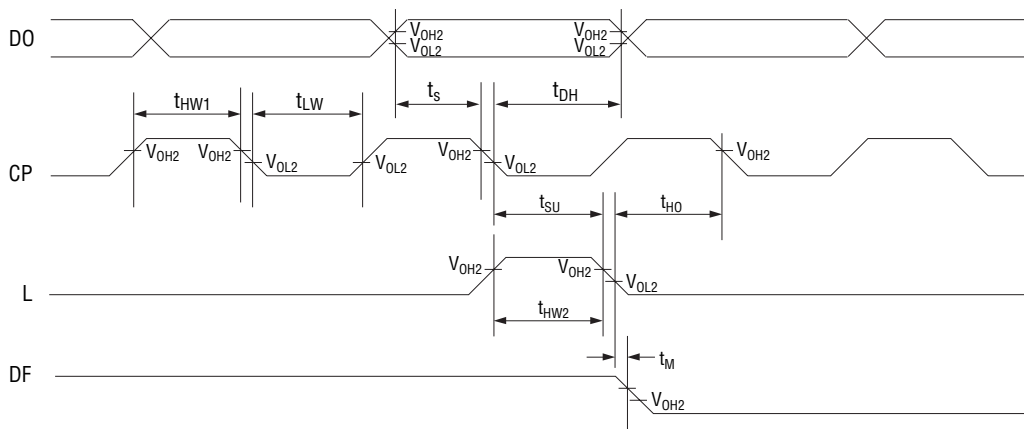 DO
VOH2
VOL2
VOH2
VOL2
tS
tDH
tHW1
tLW
CP
VOH2
VOH2
VOL2
VOL2
VOH2
VOL2
VOH2
tSU
tHO
L
VOH2
VOH2
VOL2
tHW2
DF
tM
VOH2